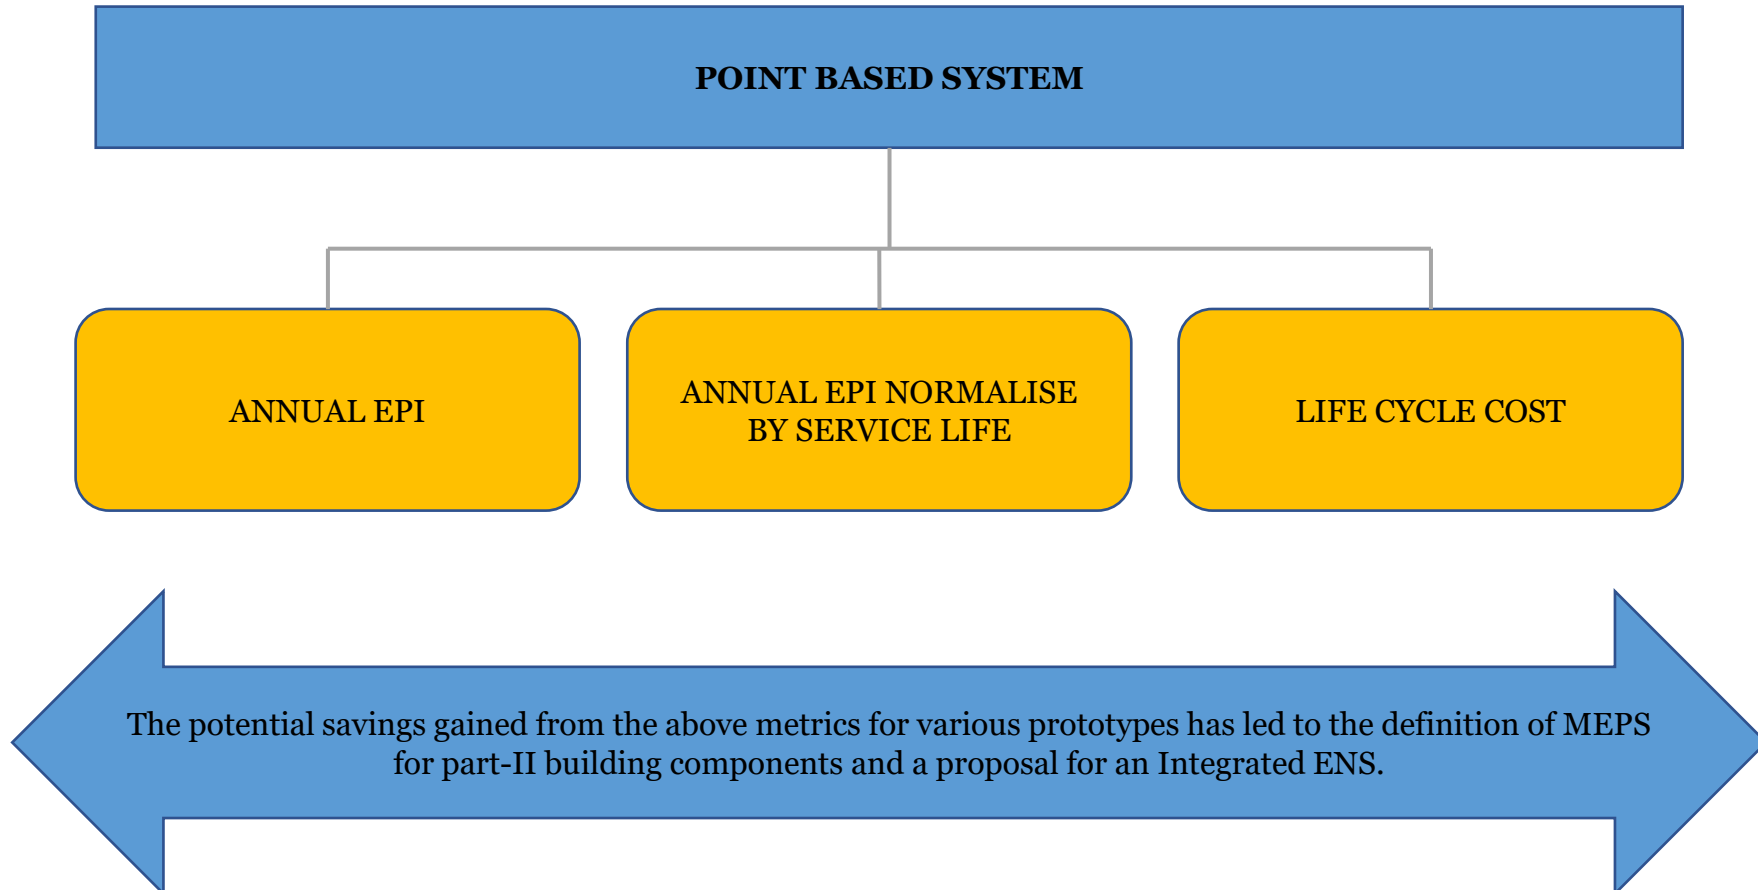 POINT BASED SYSTEM
ANNUAL EPI
ANNUAL EPI NORMALISE
BY SERVICE LIFE
LIFE CYCLE COST
The potential savings gained from the above metrics for various prototypes has led to the definition of MEPS
for part-II building components and a proposal for an Integrated ENS.